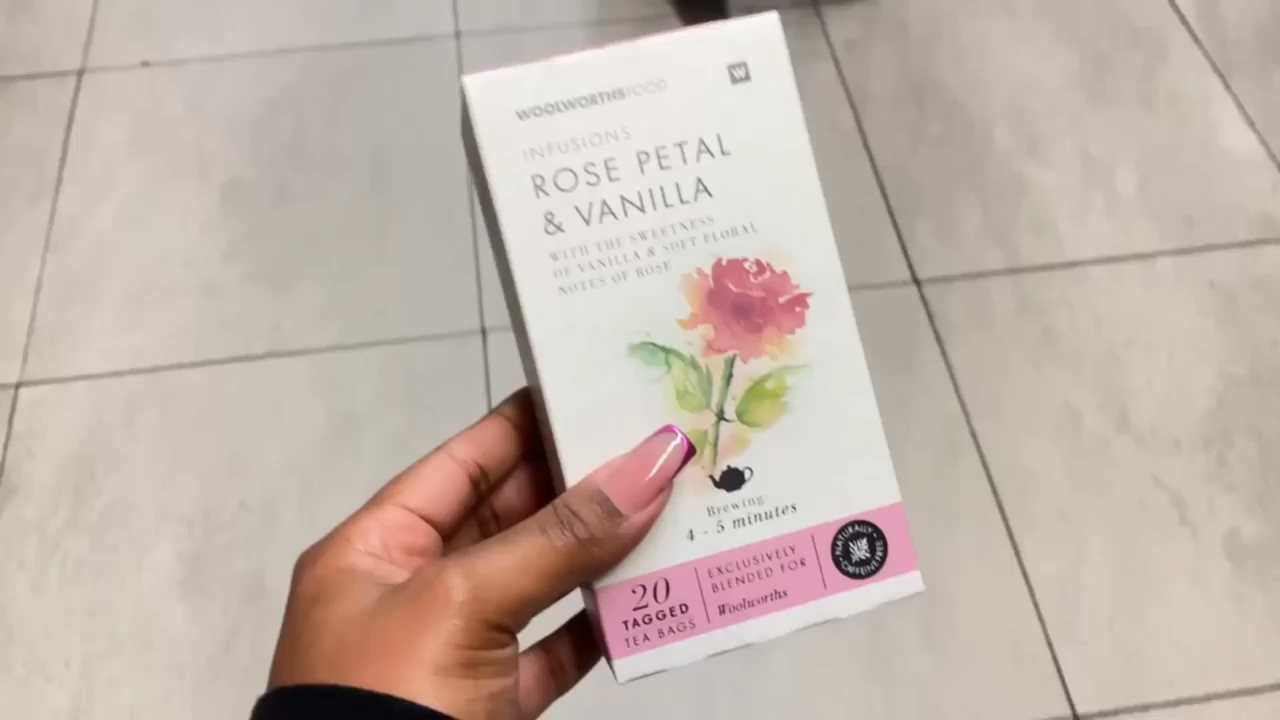 WOOLWORTHSFOOD
W
INFUSIONS
ROSE PETAL
& VANILLA
WITH THE SWEETNESS
OF VANILLA & SOFT FLORAL
NOTES OF ROSE
Brewing:
4 - 5 minutes
20
TAGGED
TEA BAGS
EXCLUSIVELY
BLENDED FOR
Woolworths
NATURALLY
CAFFEINE FREE